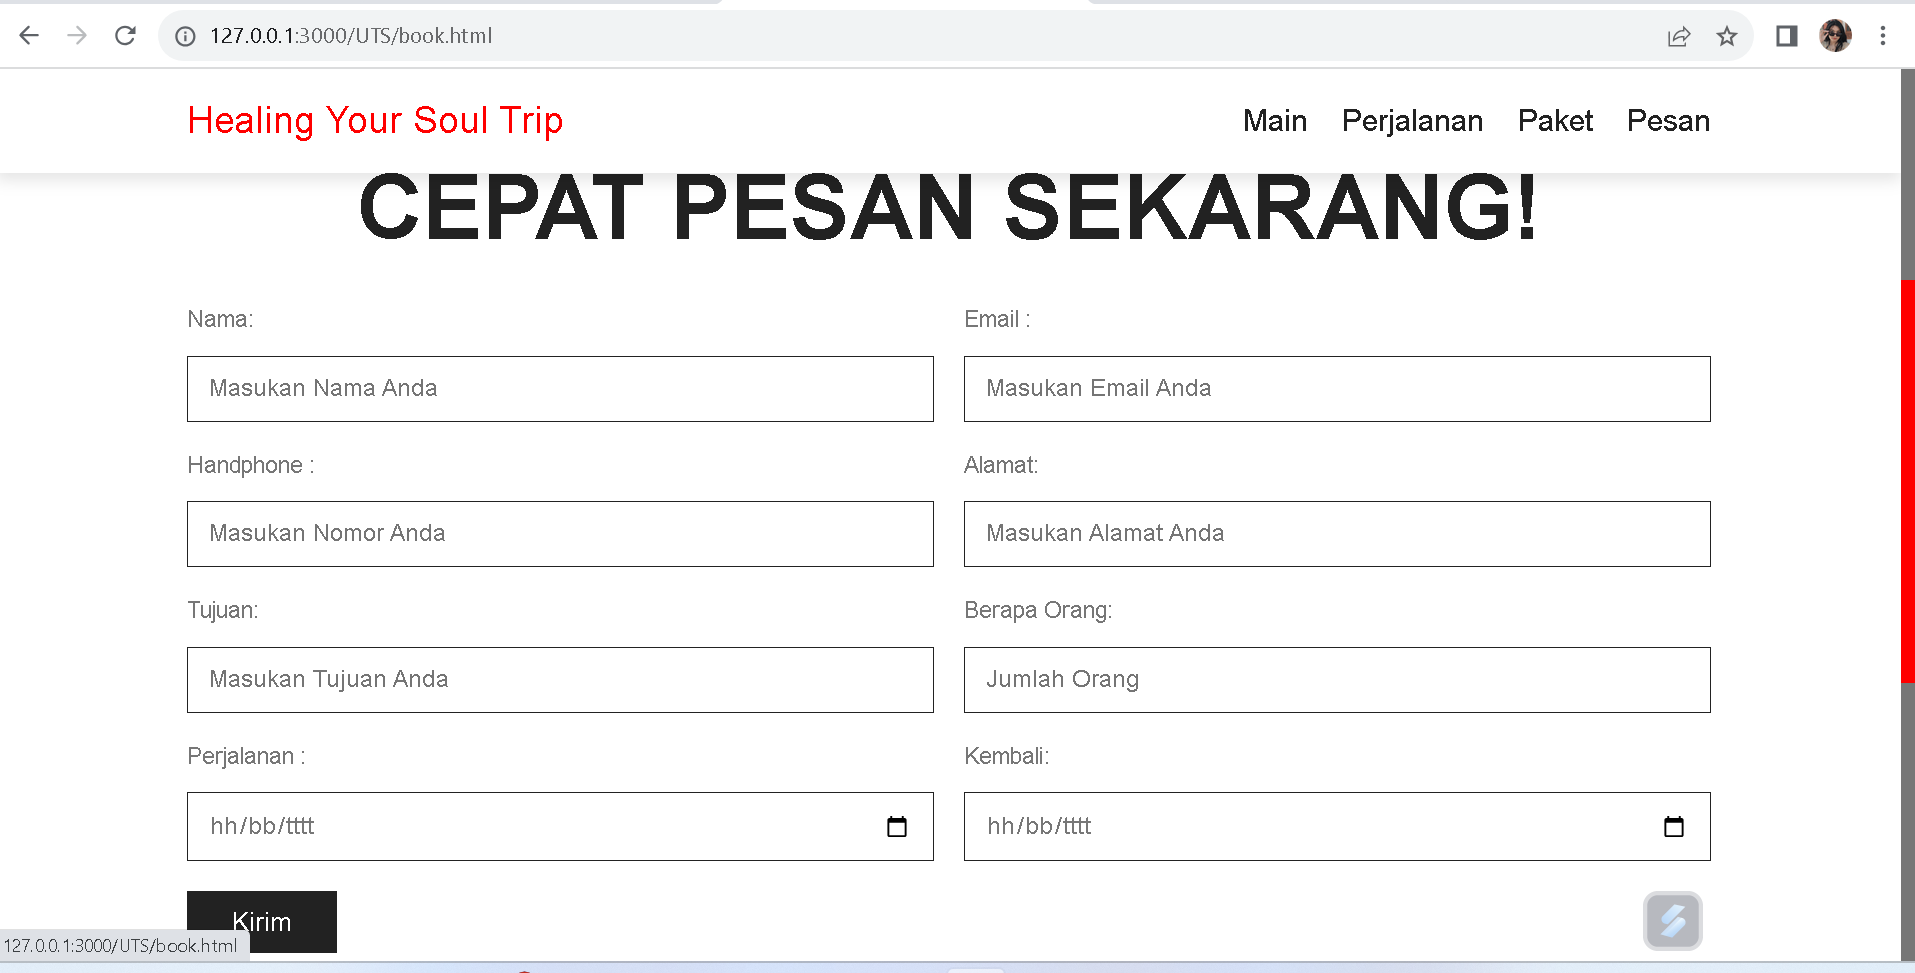 127.0.0.1:3000/UTS/book.html
Healing Your Soul Trip
Main Perjalanan Paket Pesan
CEPAT PESAN SEKARANG!
Nama: Email :
Masukan Nama Anda Masukan Email Anda
Handphone : Alamat:
Masukan Nomor Anda Masukan Alamat Anda
Tujuan: Berapa Orang:
Masukan Tujuan Anda Jumlah Orang
Perjalanan : Kembali:
hh/bb/tttt hh/bb/tttt
Kirim
127.0.0.1:3000/UTS/book.html